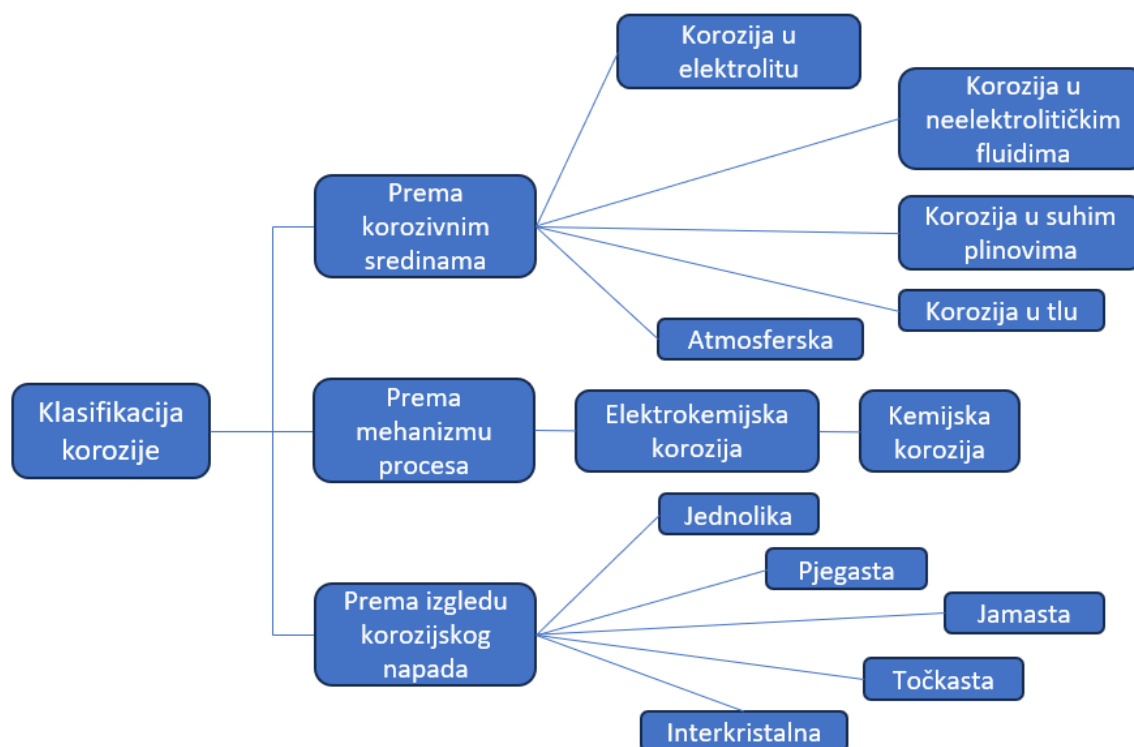 Korozija u
elektrolitu
Korozija u
neelektrolitičkim
fluidima
Prema
korozivnim
sredinama
Korozija u suhim
plinovima
Korozija u tlu
Atmosferska
Klasifikacija
korozije
Prema
mehanizmu
procesa
Elektrokemijska
korozija
Kemijska
korozija
Jednolika
Pjegasta
Prema izgledu
korozijskog
napada
Jamasta
Točkasta
Interkristalna